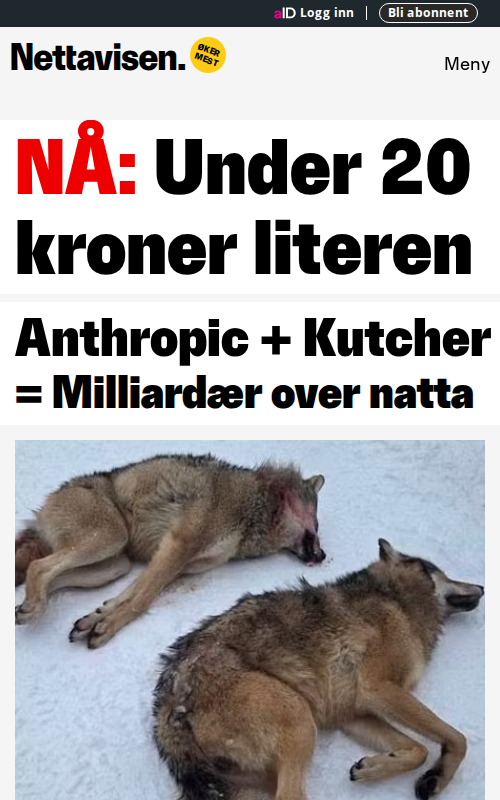 aID Logg inn
Bli abonnent
Nettavisen.
ØKER
MEST
Meny
NÅ: Under 20
kroner literen
Anthropic + Kutcher
= Milliardær over natta